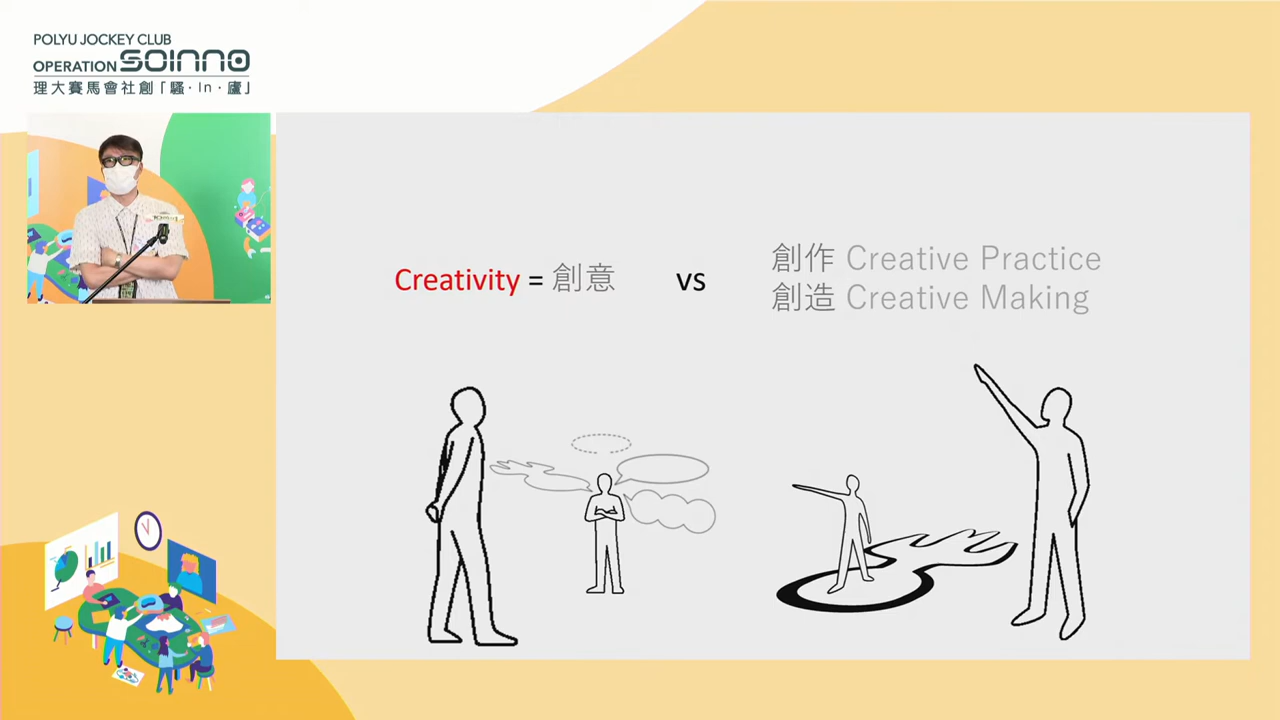 POLYU JOCKEY CLUB
OPERATION SOINNO
理大賽馬會社創「騷·In·廬」
Creativity = 創意 vs
創作 Creative Practice
創造 Creative Making